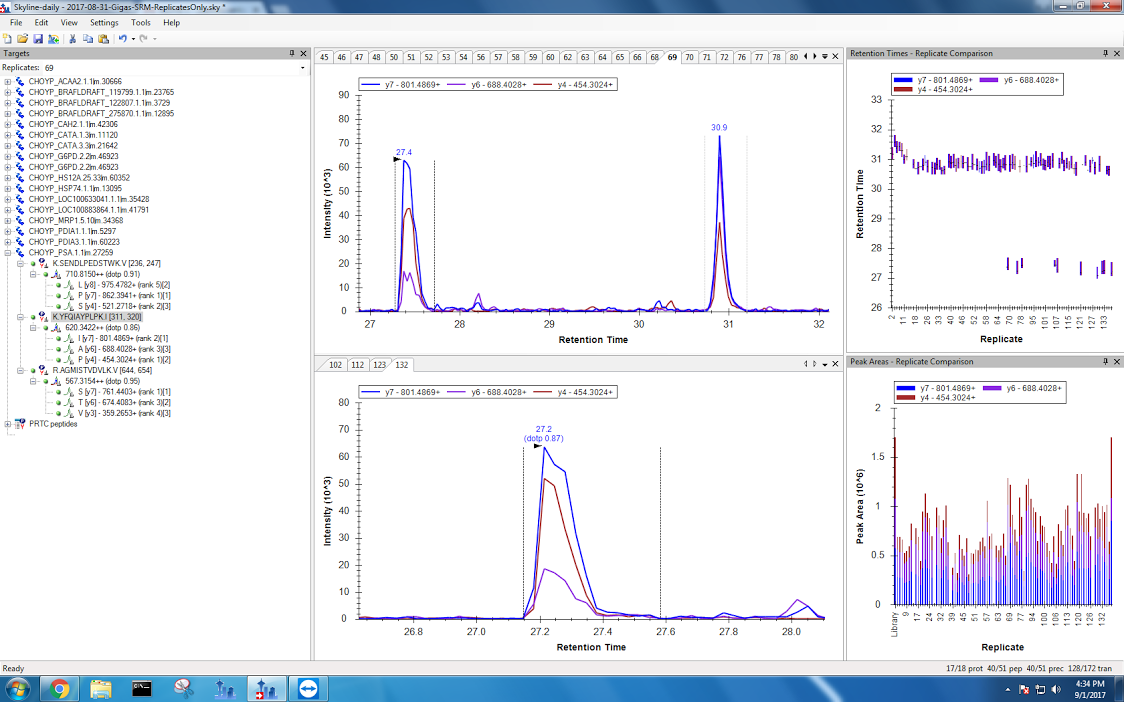 Skyline-daily - 2017-08-31-Gigas-SRM-ReplicatesOnly.sky *
File Edit View Settings Tools Help
Targets
Replicates: 69
CHOYP_ACAA2.1.1|m.30666
CHOYP_BRAFLDRAFT_119799.1.1|m.23765
CHOYP_BRAFLDRAFT_122807.1.1|m.3729
CHOYP_BRAFLDRAFT_275870.1.1|m.12895
CHOYP_CAH2.1.1|m.42306
CHOYP_CATA.1.3|m.11120
CHOYP_CATA.3.3|m.21642
CHOYP_G6PD.2.2|m.46923
CHOYP_G6PD.2.2|m.46923
CHOYP_HS12A.25.33|m.60352
CHOYP_HSP74.1.1|m.13095
CHOYP_LOC100633041.1.1|m.35428
CHOYP_LOC100883864.1.1|m.41791
CHOYP_MRP1.5.10|m.34368
CHOYP_PDIA1.1.1|m.5297
CHOYP_PDIA3.1.1|m.60223
CHOYP_PSA.1.1|m.27259
K.SENDLPEDSTWK.V [236, 247]
710.8150++ (dotp 0.91)
L [y8] - 975.4782+ (rank 5)[2]
P [y7] - 862.3941+ (rank 1)[1]
S [y4] - 521.2718+ (rank 2)[3]
K.YFQIAYPLPK.I [311, 320]
620.3422++ (dotp 0.86)
I [y7] - 801.4869+ (rank 2)[1]
A [y6] - 688.4028+ (rank 3)[3]
P [y4] - 454.3024+ (rank 1)[2]
R.AGMISTVDVLK.V [644, 654]
567.3154++ (dotp 0.95)
S [y7] - 761.4403+ (rank 1)[1]
T [y6] - 674.4083+ (rank 3)[2]
V [y3] - 359.2653+ (rank 4)[3]
PRTC peptides
45 46 47 50 51 52 53 59 60 61 62 63 64 65 66 68 69 70 71 72 76 77 78 80
y7 - 801.4869+ y6 - 688.4028+ y4 - 454.3024+
27.4
30.9
Intensity (10^3)
90
80
70
60
50
40
30
20
10
0
27 28 29 30 31 32
Retention Time
102 112 123 132
y7 - 801.4869+ y6 - 688.4028+ y4 - 454.3024+
27.2
(dotp 0.87)
Intensity (10^3)
80
70
60
50
40
30
20
10
0
26.8 27.0 27.2 27.4 27.6 27.8 28.0
Retention Time
Retention Times - Replicate Comparison
y7 - 801.4869+ y6 - 688.4028+
y4 - 454.3024+
Retention Time
33
32
31
30
29
28
27
26
2 11 18 26 33 40 46 52 58 64 70 78 95 101 107 115 121 127 133
Replicate
Peak Areas - Replicate Comparison
y7 - 801.4869+ y6 - 688.4028+
y4 - 454.3024+
Peak Area (10^6)
2
1.5
1
0.5
0
Library 9 17 24 32 39 45 51 57 63 69 77 94 100 106 113 120 126 132
Replicate
Ready
17/18 prot 40/51 pep 40/51 prec 128/172 tran
4:34 PM
9/1/2017